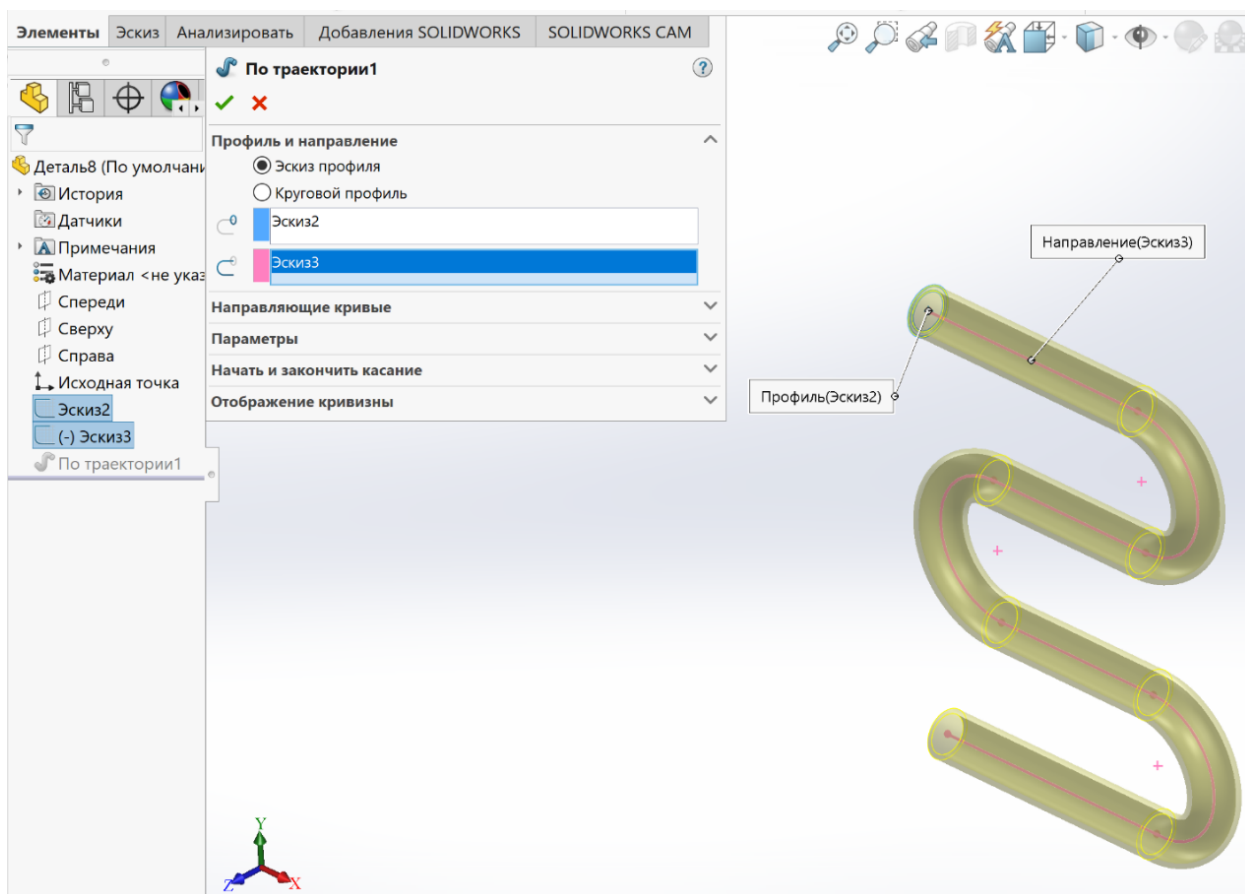 Элементы Эскиз Анализировать Добавления SOLIDWORKS SOLIDWORKS CAM
По траектории1
Профиль и направление
Эскиз профиля
Круговой профиль
Эскиз2
Эскиз3
Направляющие кривые
Параметры
Начать и закончить касание
Отображение кривизны
Деталь8 (По умолчани
История
Датчики
Примечания
Материал <не указ
Спереди
Сверху
Справа
Исходная точка
Эскиз2
(-) Эскиз3
По траектории1
Направление(Эскиз3)
Профиль(Эскиз2)
Y
Z
X